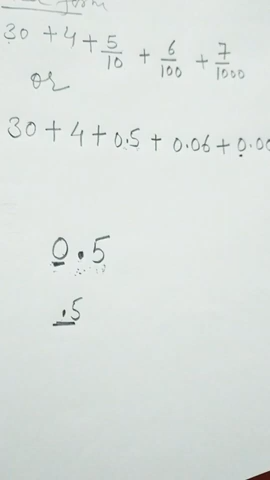 form
30 + 4 + 5/10 + 6/100 + 7/1000
or
30 + 4 + 0.5 + 0.06 + 0.00
0.5
.5